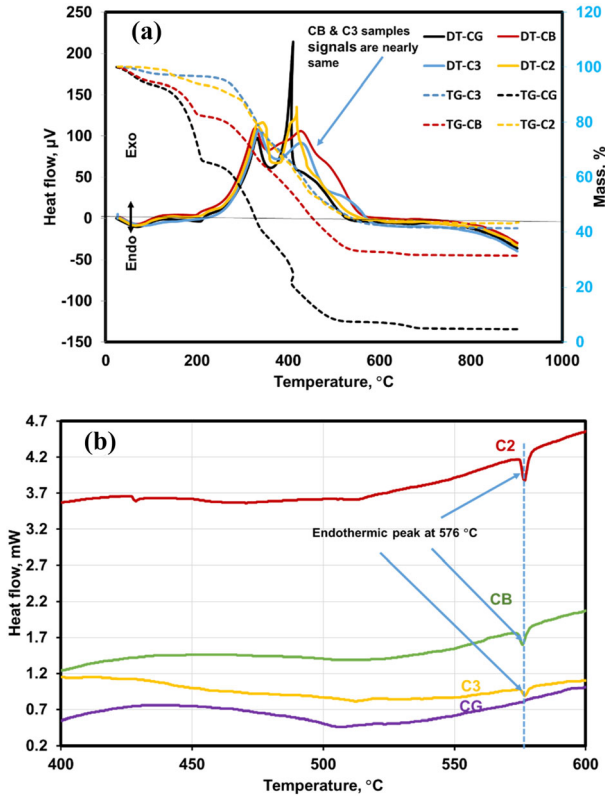 (a)
CB & C3 samples
signals are nearly
same
DT-CG
DT-CB
DT-C3
DT-C2
TG-C3
TG-CG
TG-CB
TG-C2
Heat flow, µV
Exo
Endo
250
200
150
100
50
0
-50
-100
-150
Mass. %
120
100
80
60
40
20
0
0 200 400 600 800 1000
Temperature, °C
(b)
Heat flow, mW
4.7
4.2
3.7
3.2
2.7
2.2
1.7
1.2
0.7
0.2
C2
Endothermic peak at 576 °C
CB
C3
CG
400 450 500 550 600
Temperature, °C